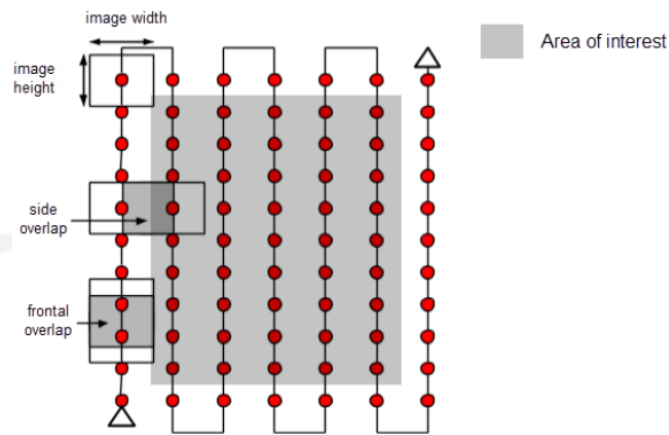 image width
image
height
Area of interest
side
overlap
frontal
overlap